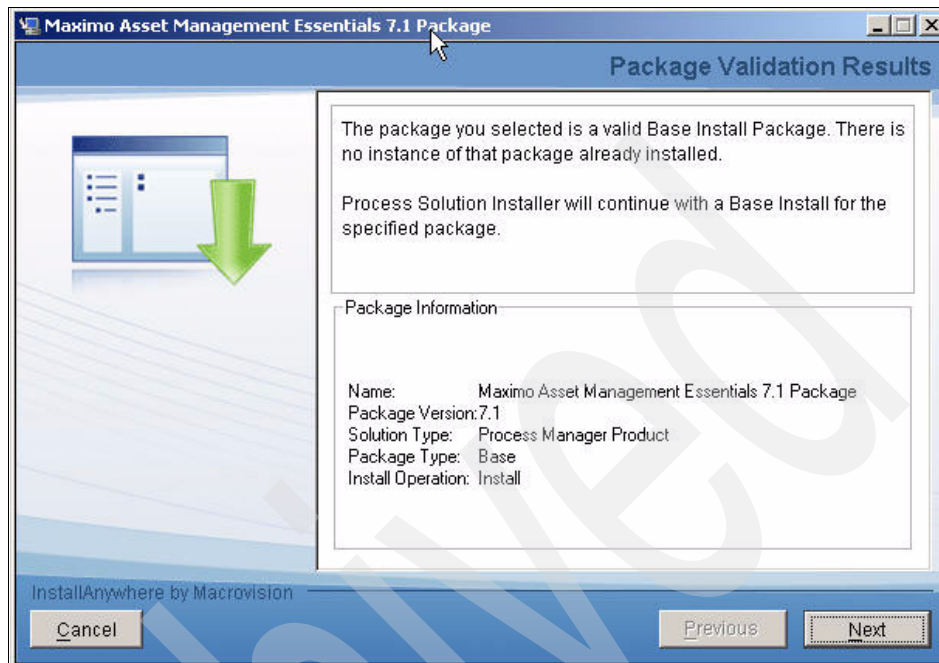 Maximo Asset Management Essentials 7.1 Package
Package Validation Results
The package you selected is a valid Base Install Package. There is
no instance of that package already installed.
Process Solution Installer will continue with a Base Install for the
specified package.
Package Information
Name: Maximo Asset Management Essentials 7.1 Package
Package Version:7.1
Solution Type: Process Manager Product
Package Type: Base
Install Operation: Install
InstallAnywhere by Macrovision
Cancel
Previous
Next